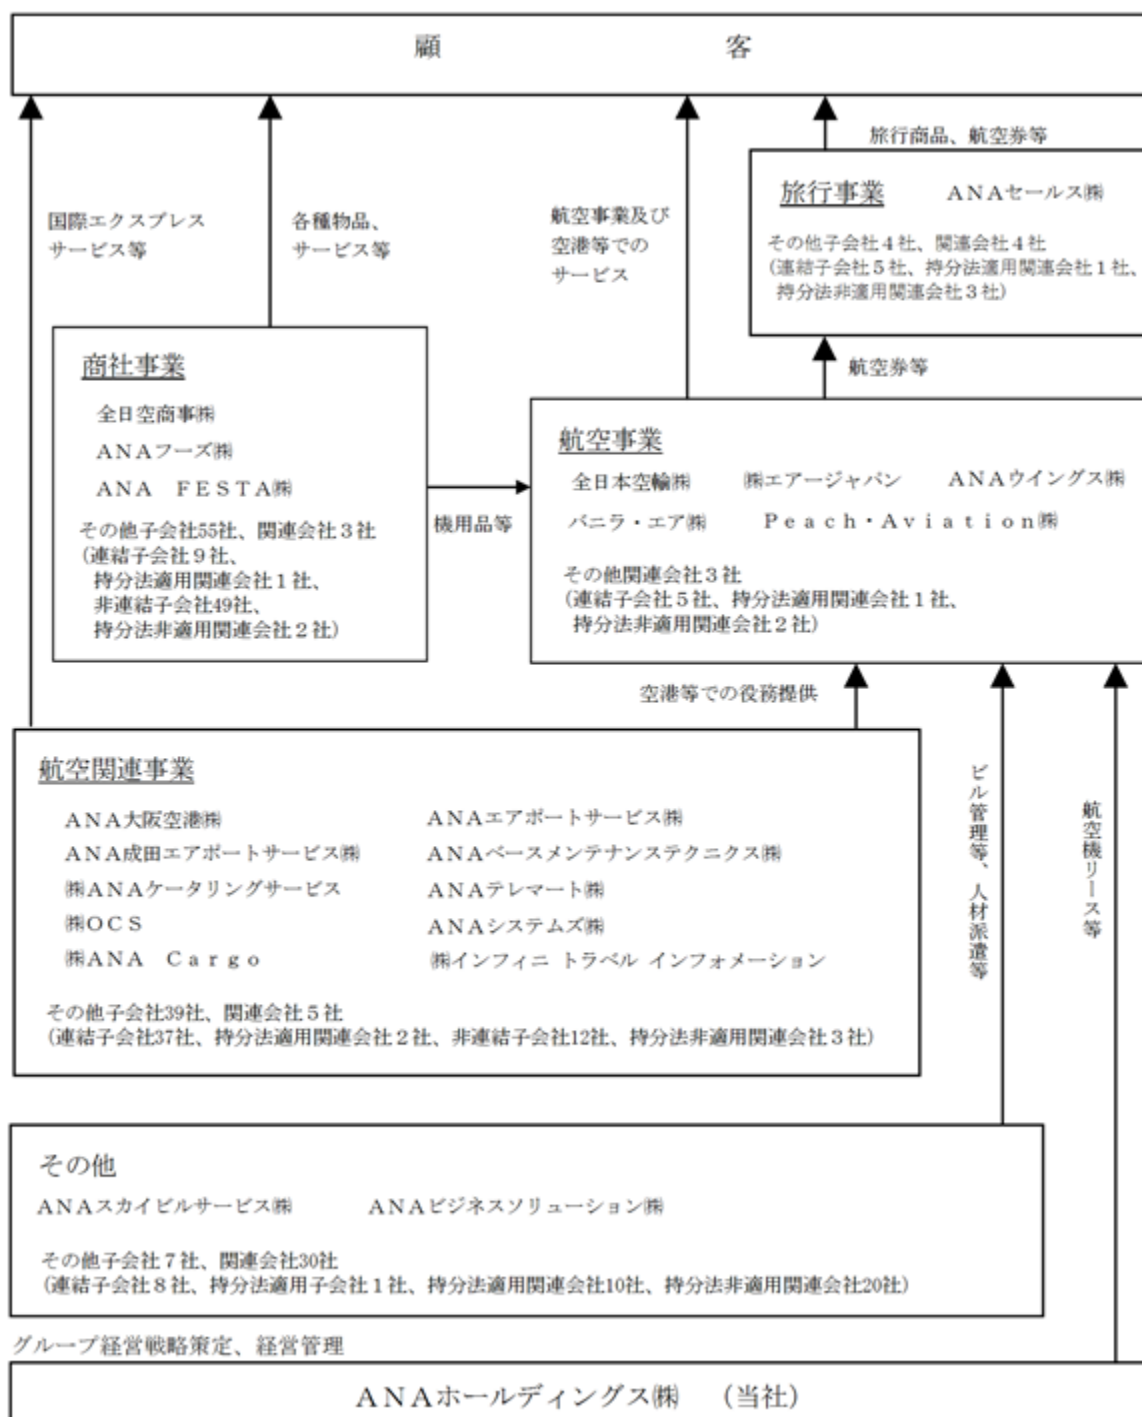 顧 客
旅行商品、航空券等
旅行事業 ANAセールス㈱
その他子会社4社、関連会社4社
(連結子会社5社、持分法適用関連会社1社、
持分法非適用関連会社3社)
国際エクスプレス
サービス等
各種物品、
サービス等
航空事業及び
空港等での
サービス
航空券等
商社事業
全日空商事㈱
ANAフーズ㈱
ANA FESTA㈱
その他子会社55社、関連会社3社
(連結子会社9社、
持分法適用関連会社1社、
非連結子会社49社、
持分法非適用関連会社2社)
機用品等
航空事業
全日本空輸㈱ ㈱エアージャパン ANAウイングス㈱
バニラ・エア㈱ Peach・Aviation㈱
その他関連会社3社
(連結子会社5社、持分法適用関連会社1社、
持分法非適用関連会社2社)
空港等での役務提供
航空関連事業
ANA大阪空港㈱ ANAエアポートサービス㈱
ANA成田エアポートサービス㈱ ANAベースメンテナンステクニクス㈱
㈱ANAケータリングサービス ANAテレマート㈱
㈱OCS ANAシステムズ㈱
㈱ANA Cargo ㈱インフィニ トラベル インフォメーション
その他子会社39社、関連会社5社
(連結子会社37社、持分法適用関連会社2社、非連結子会社12社、持分法非適用関連会社3社)
ビル管理等、人材派遣等
航空機リース等
その他
ANAスカイビルサービス㈱ ANAビジネスソリューション㈱
その他子会社7社、関連会社30社
(連結子会社8社、持分法適用子会社1社、持分法適用関連会社10社、持分法非適用関連会社20社)
グループ経営戦略策定、経営管理
ANAホールディングス㈱ (当社)